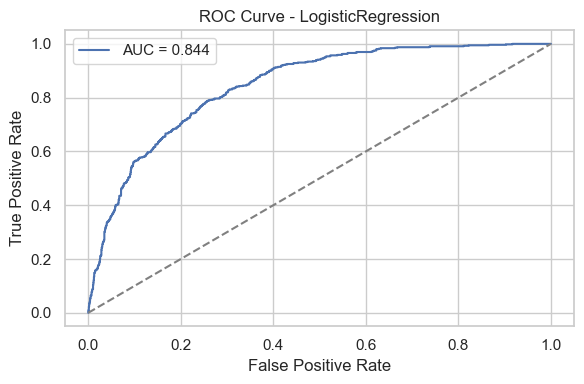 ROC Curve - LogisticRegression
AUC = 0.844
True Positive Rate
1.0
0.8
0.6
0.4
0.2
0.0
0.0 0.2 0.4 0.6 0.8 1.0
False Positive Rate